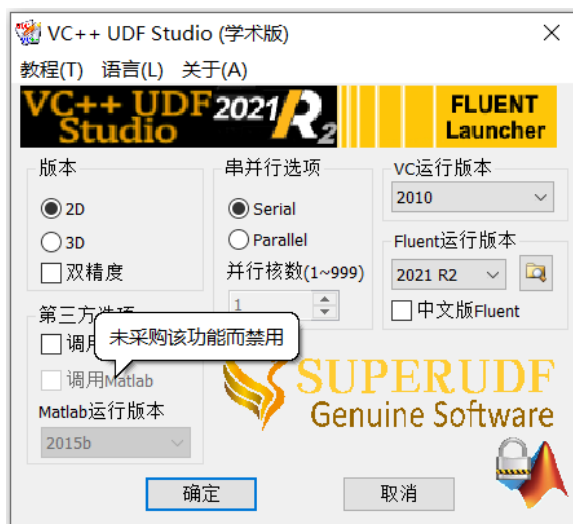 VC++ UDF Studio (学术版)
教程(T) 语言(L) 关于(A)
VC++ UDF Studio 2021 R2
FLUENT Launcher
版本
2D
3D
双精度
串并行选项
Serial
Parallel
并行核数(1~999)
1
VC运行版本
2010
Fluent运行版本
2021 R2
中文版Fluent
第三方选项
调用
未采购该功能而禁用
调用Matlab
Matlab运行版本
2015b
SUPERUDF
Genuine Software
确定
取消